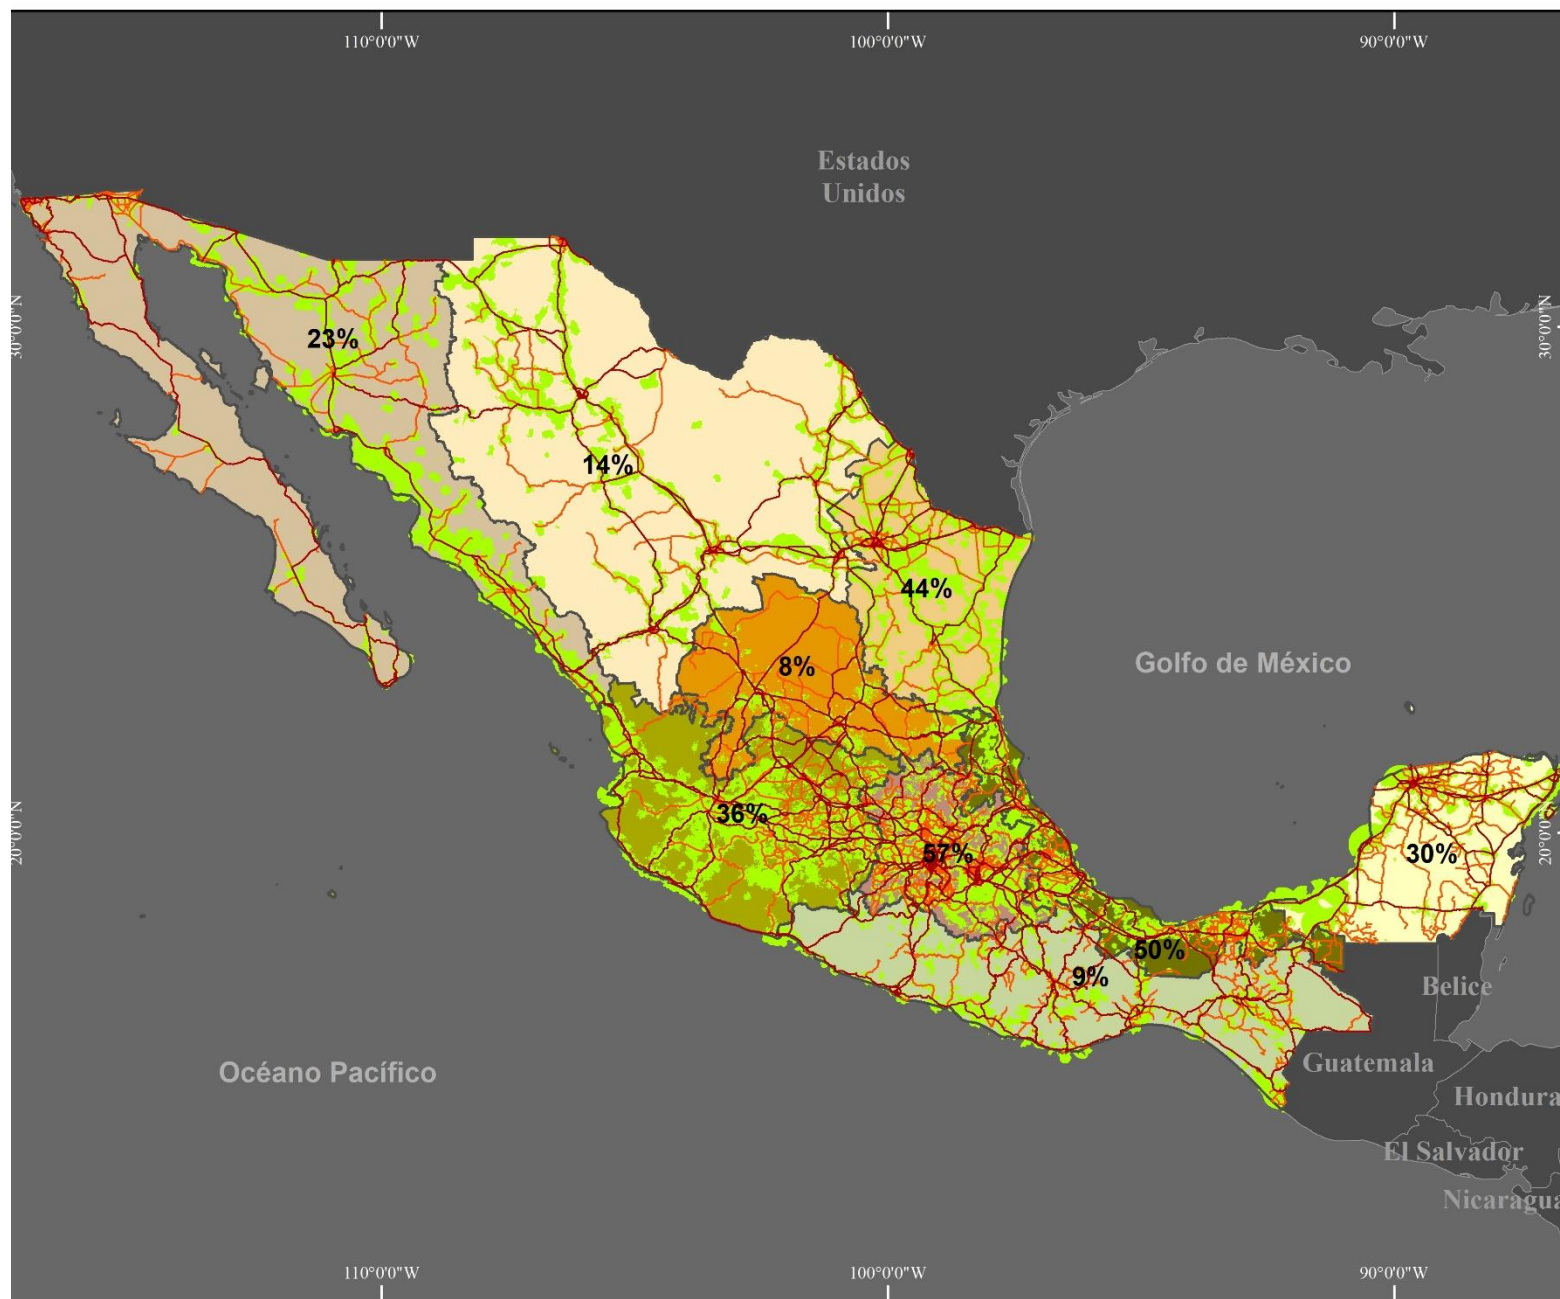 110°0'0"W
100°0'0"W
90°0'0"W
Estados
Unidos
30°0'0"N
30°0'0"N
23%
14%
44%
8%
Golfo de México
36%
57%
30%
20°0'0"N
20°0'0"N
50%
9%
Belice
Océano Pacífico
Guatemala
Hondura
El Salvador
Nicaragua
110°0'0"W
100°0'0"W
90°0'0"W